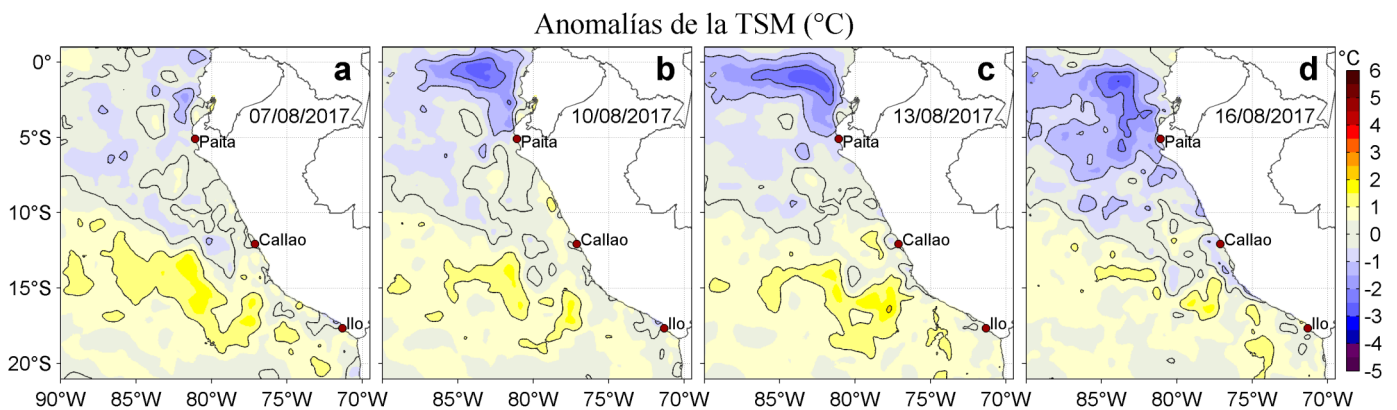 Anomalías de la TSM (°C)
0°
5°S
10°S
15°S
20°S
a
07/08/2017
Paita
Callao
Ilo
90°W
85°W
80°W
75°W
70°W
b
10/08/2017
Paita
Callao
Ilo
85°W
80°W
75°W
70°W
c
13/08/2017
Paita
Callao
Ilo
85°W
80°W
75°W
70°W
d
16/08/2017
Paita
Callao
Ilo
85°W
80°W
75°W
70°W
°C
6
5
4
3
2
1
0
-1
-2
-3
-4
-5